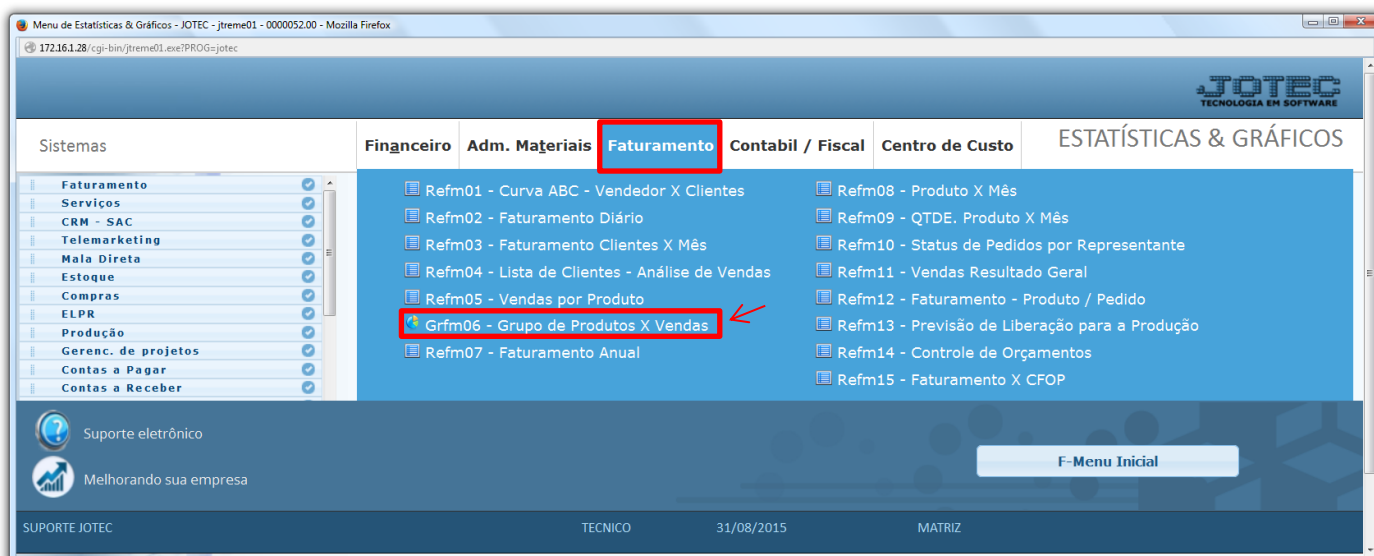 Menu de Estatísticas & Gráficos - JOTEC - jtreme01 - 0000052.00 - Mozilla Firefox
172.16.1.28/cgi-bin/jtreme01.exe?PROG=jotec
JOTEC
TECNOLOGIA EM SOFTWARE
Sistemas
Financeiro Adm. Materiais Faturamento Contabil / Fiscal Centro de Custo
ESTATÍSTICAS & GRÁFICOS
Faturamento
Serviços
CRM - SAC
Telemarketing
Mala Direta
Estoque
Compras
ELPR
Produção
Gerenc. de projetos
Contas a Pagar
Contas a Receber
Refm01 - Curva ABC - Vendedor X Clientes
Refm02 - Faturamento Diário
Refm03 - Faturamento Clientes X Mês
Refm04 - Lista de Clientes - Análise de Vendas
Refm05 - Vendas por Produto
Grfm06 - Grupo de Produtos X Vendas
Refm07 - Faturamento Anual
Refm08 - Produto X Mês
Refm09 - QTDE. Produto X Mês
Refm10 - Status de Pedidos por Representante
Refm11 - Vendas Resultado Geral
Refm12 - Faturamento - Produto / Pedido
Refm13 - Previsão de Liberação para a Produção
Refm14 - Controle de Orçamentos
Refm15 - Faturamento X CFOP
Suporte eletrônico
Melhorando sua empresa
F-Menu Inicial
SUPORTE JOTEC TECNICO 31/08/2015 MATRIZ